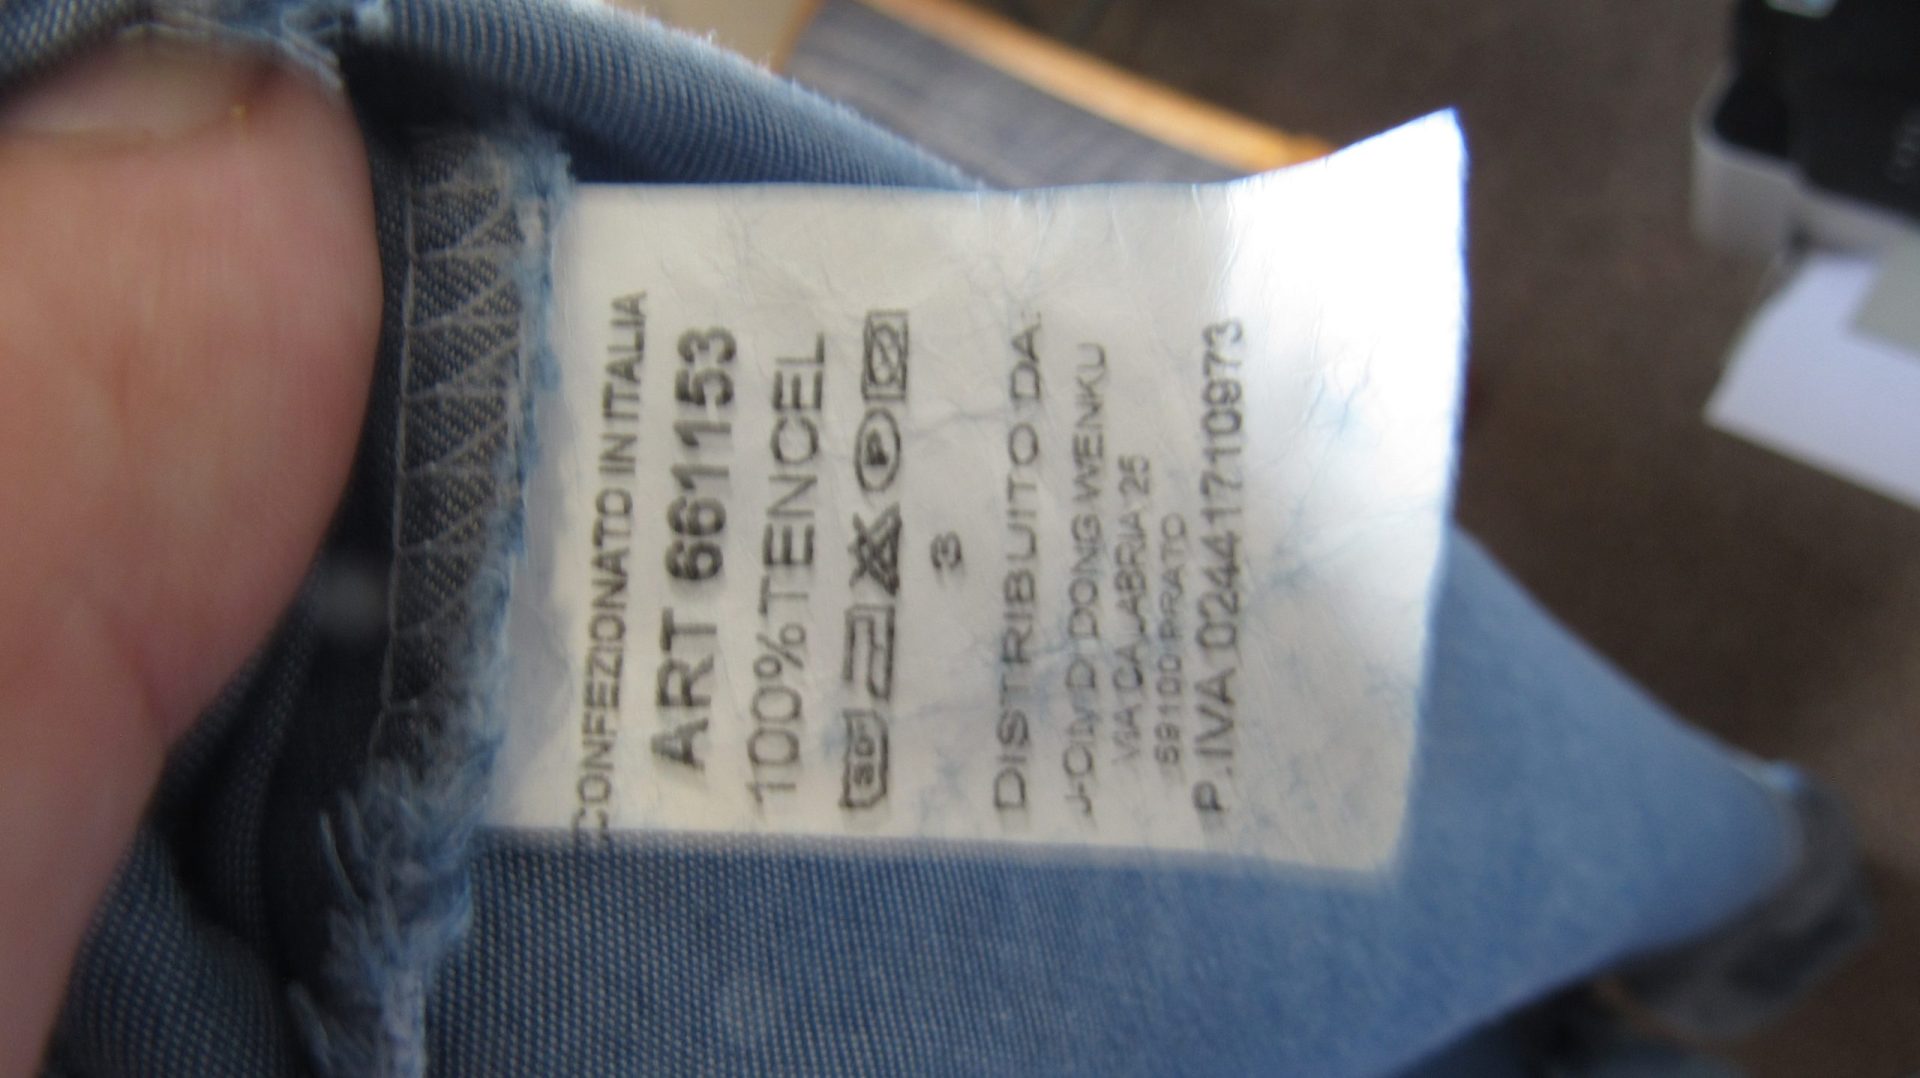 CONFEZIONATO IN ITALIA
ART 661153
100%TENCEL
30° P
3
DISTRIBUITO DA:
DONG WENKU
VIA CALABRIA 25
59100 PRATO
P.IVA 02441710973